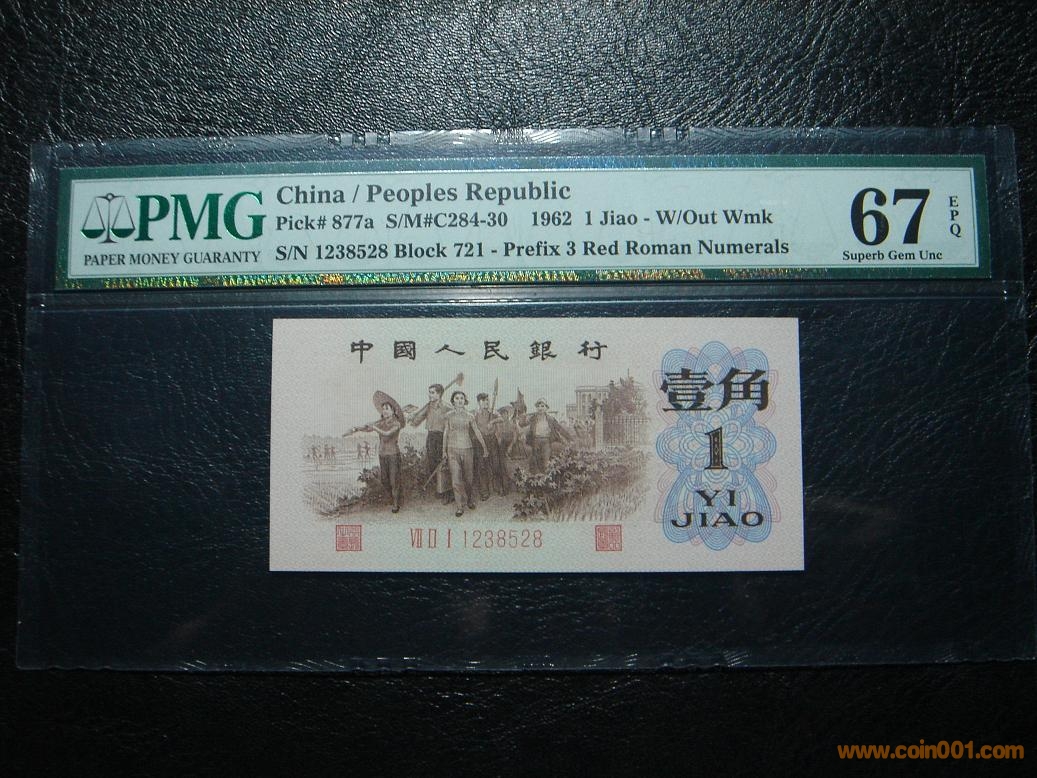 PMG
PAPER MONEY GUARANTY
China / Peoples Republic
Pick# 877a S/M#C284-30 1962 1 Jiao - W/Out Wmk
S/N 1238528 Block 721 - Prefix 3 Red Roman Numerals
67
EPQ
Superb Gem Unc
中國人民銀行
壹角
1
YI
JIAO
VII II I 1238528
www.coin001.com